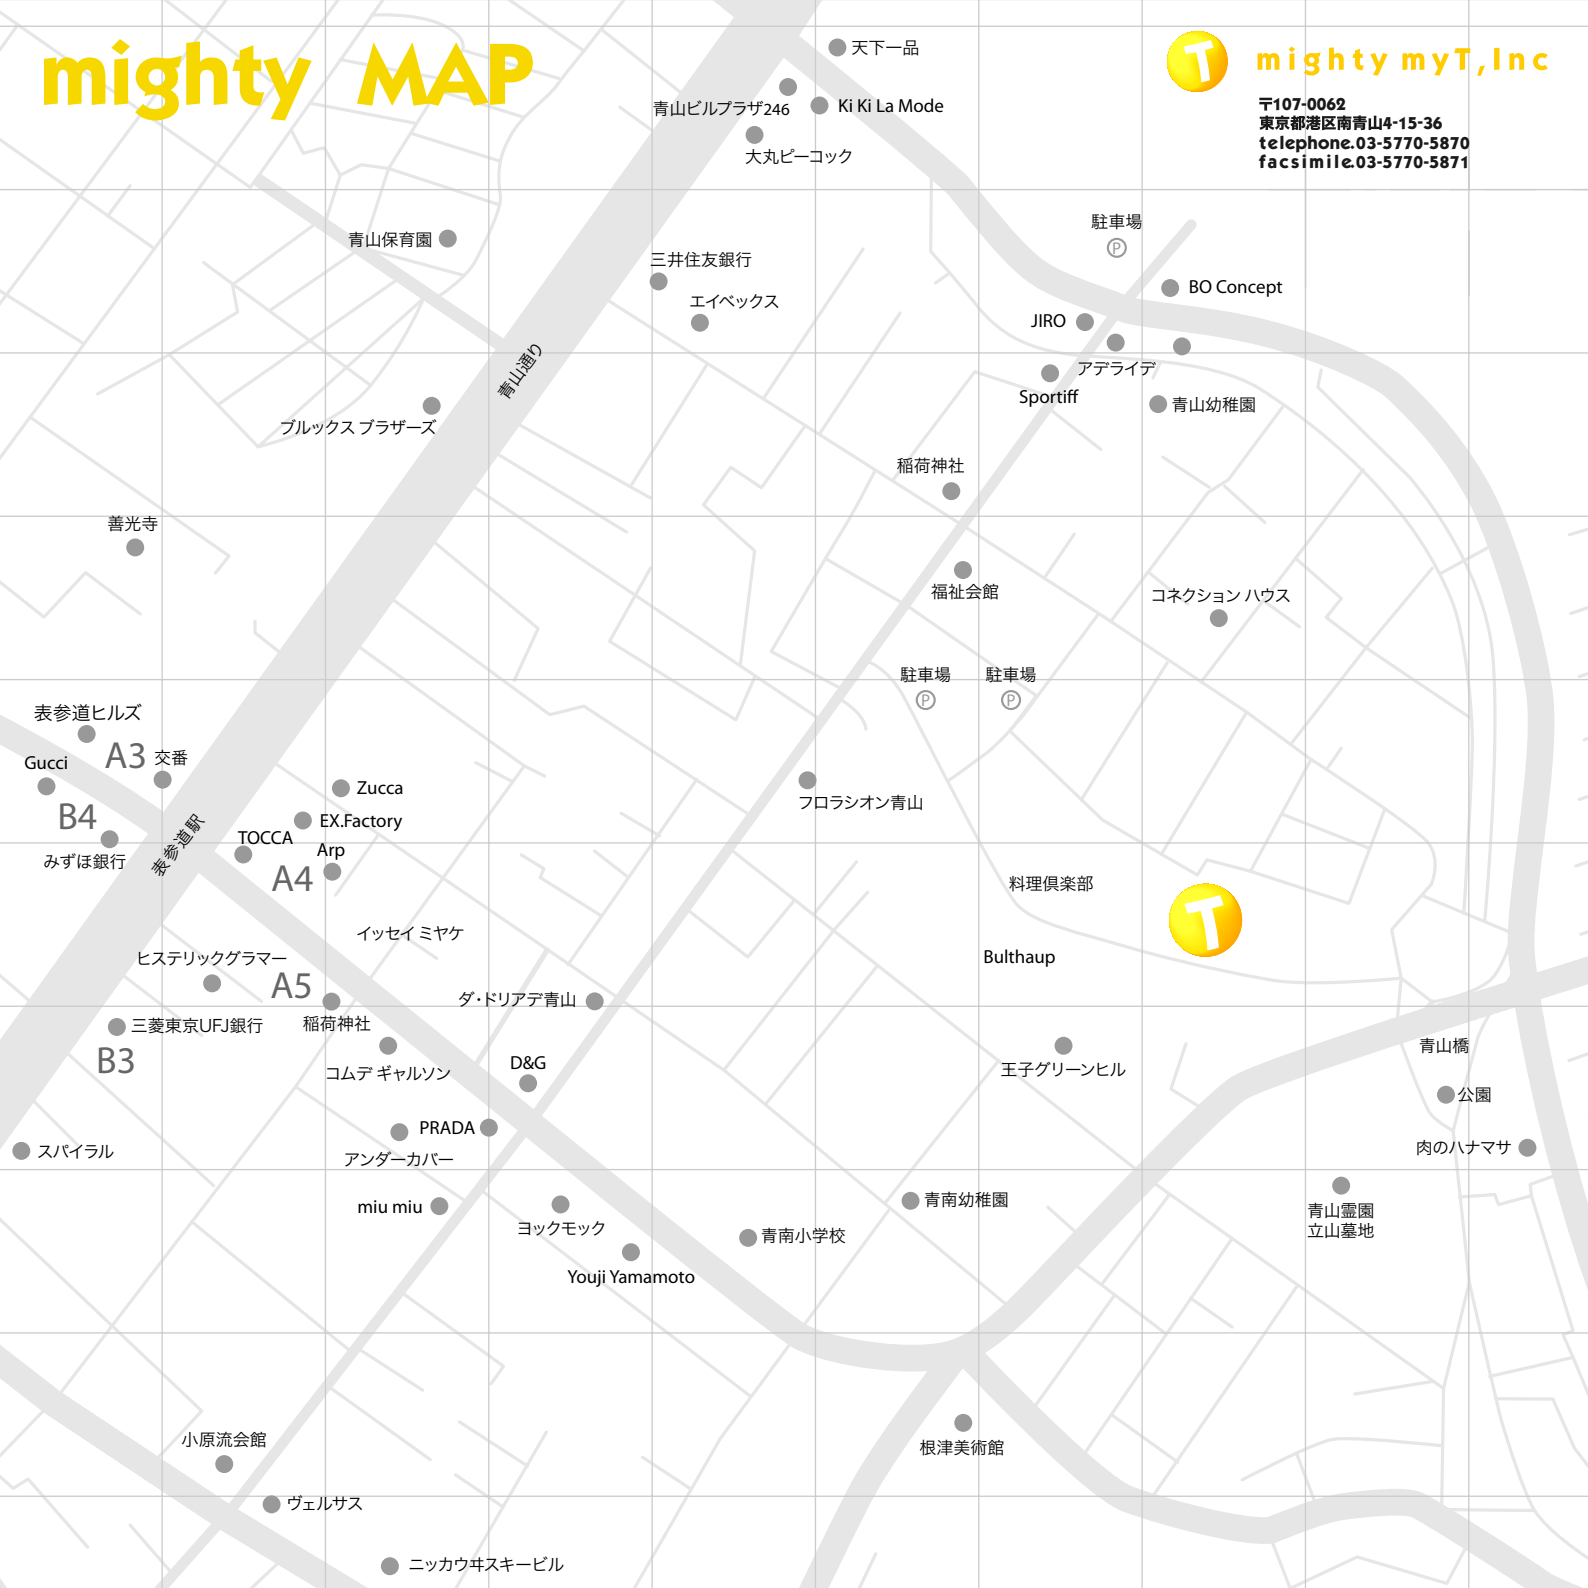 mighty MAP
mighty myT,Inc
〒107-0062
東京都港区南青山4-15-36
telephone.03-5770-5870
facsimile.03-5770-5871
天下一品
青山ビルプラザ246
Ki Ki La Mode
大丸ピーコック
駐車場
P
青山保育園
三井住友銀行
エイベックス
BO Concept
JIRO
アデライデ
Sportiff
青山幼稚園
青山通り
ブルックス ブラザーズ
稲荷神社
善光寺
福祉会館
コネクション ハウス
駐車場
P
駐車場
P
表参道ヒルズ
A3
交番
Gucci
B4
みずほ銀行
表参道駅
Zucca
EX.Factory
TOCCA
Arp
A4
フロラシオン青山
料理倶楽部
T
イッセイ ミヤケ
Bulthaup
ヒステリックグラマー
A5
稲荷神社
ダ・ドリアデ青山
三菱東京UFJ銀行
B3
コムデ ギャルソン
D&G
王子グリーンヒル
青山橋
公園
PRADA
アンダーカバー
肉のハナマサ
スパイラル
miu miu
ヨックモック
青南幼稚園
青南小学校
青山霊園
立山墓地
Youji Yamamoto
小原流会館
根津美術館
ヴェルサス
ニッカウヰスキービル